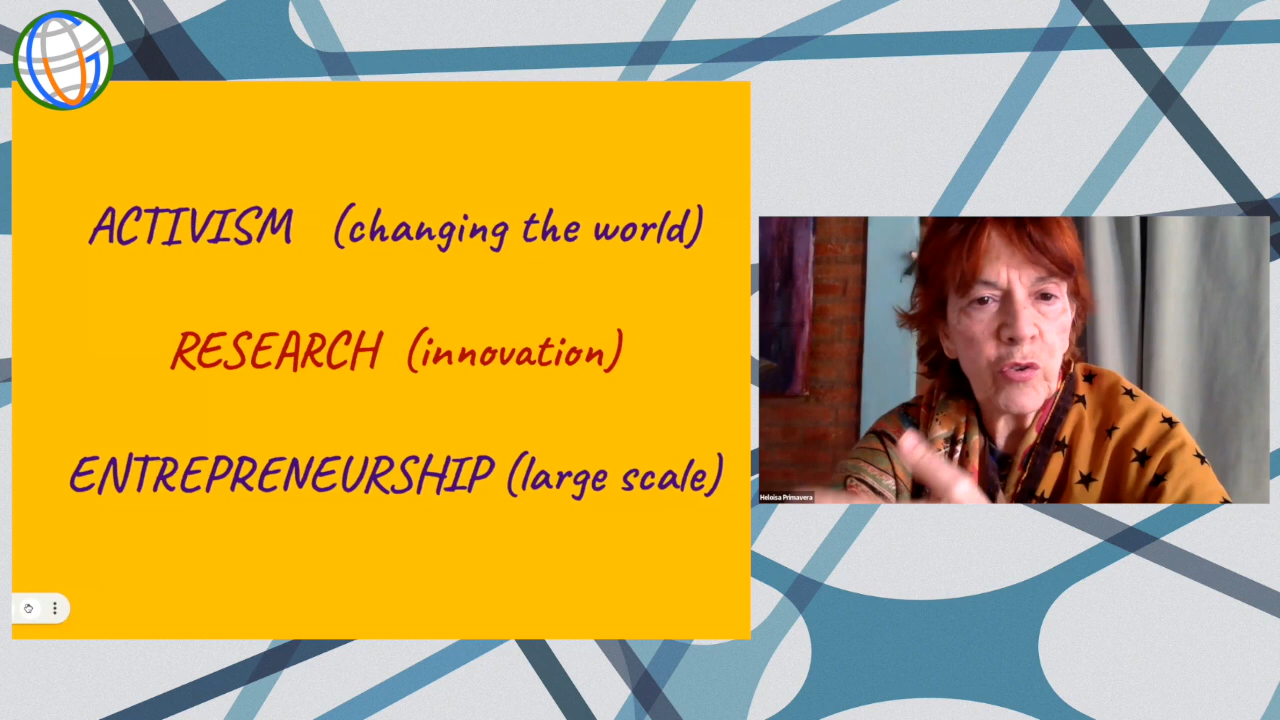 ACTIVISM (changing the world)
RESEARCH (innovation)
ENTREPRENEURSHIP (large scale)
Heloisa Primavera